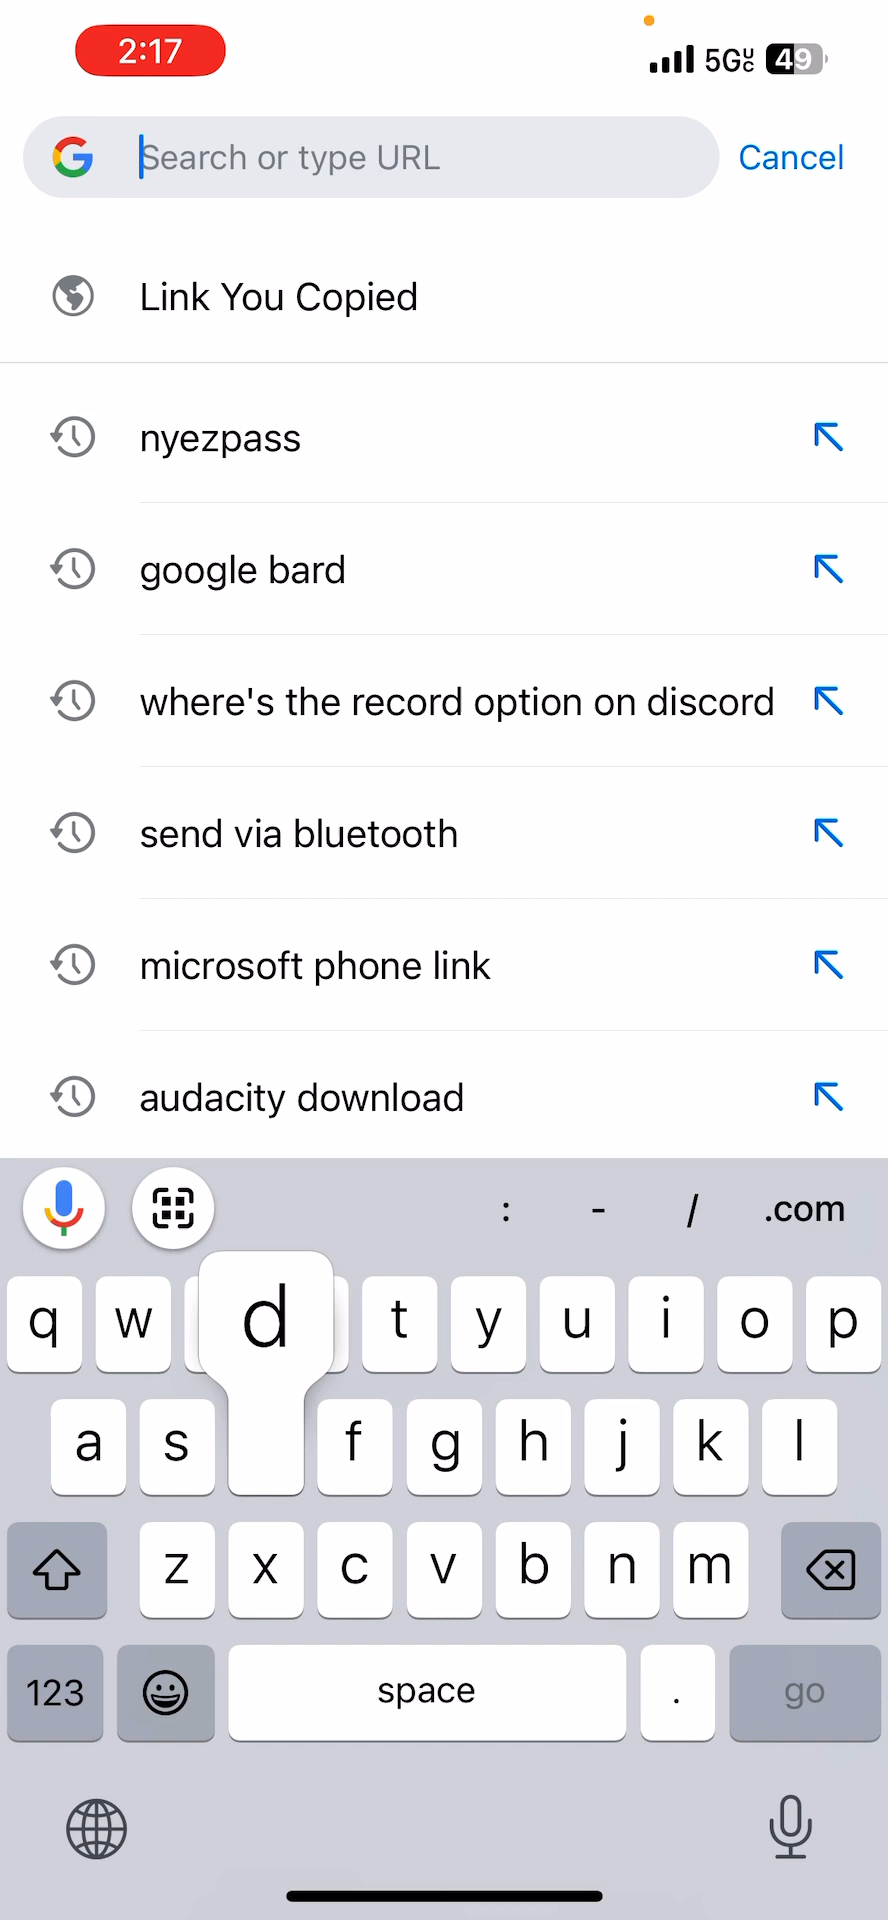 2:17 5GUC 49
Search or type URL Cancel
Link You Copied
nyezpass
google bard
where's the record option on discord
send via bluetooth
microsoft phone link
audacity download
: - / .com
q w d t y u i o p
a s f g h j k l
z x c v b n m
123 space . go